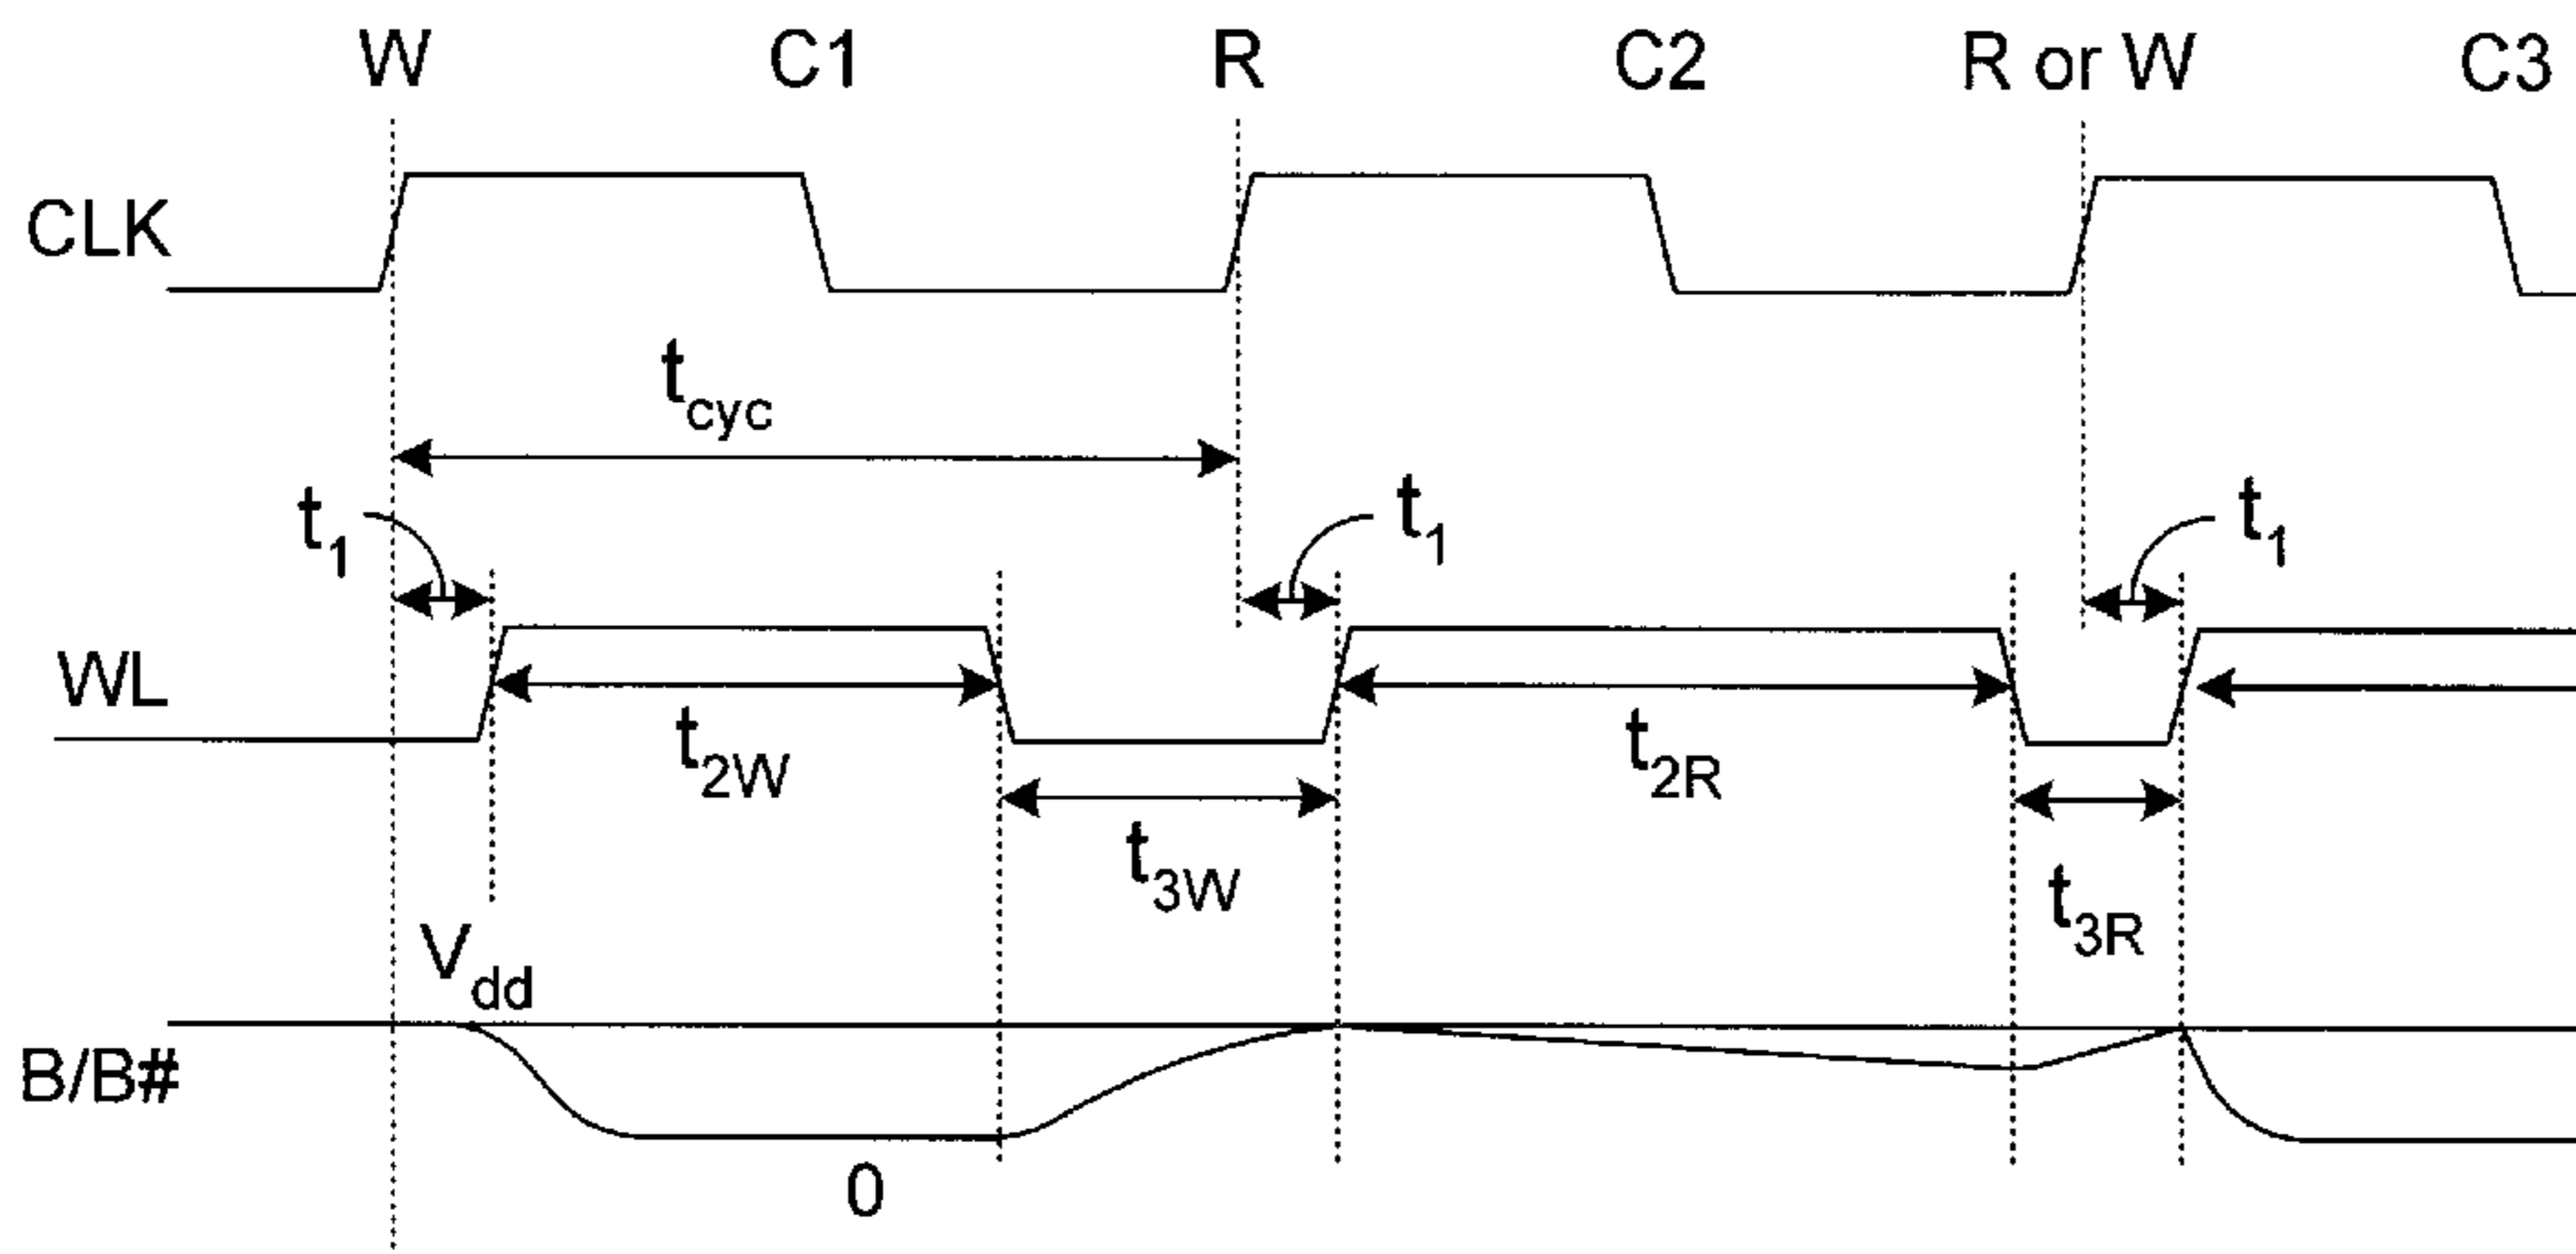 W C1 R C2 R or W C3
CLK
tcyc
t1 t1 t1
WL
t2W t2R
t3W t3R
Vdd
B/B#
0